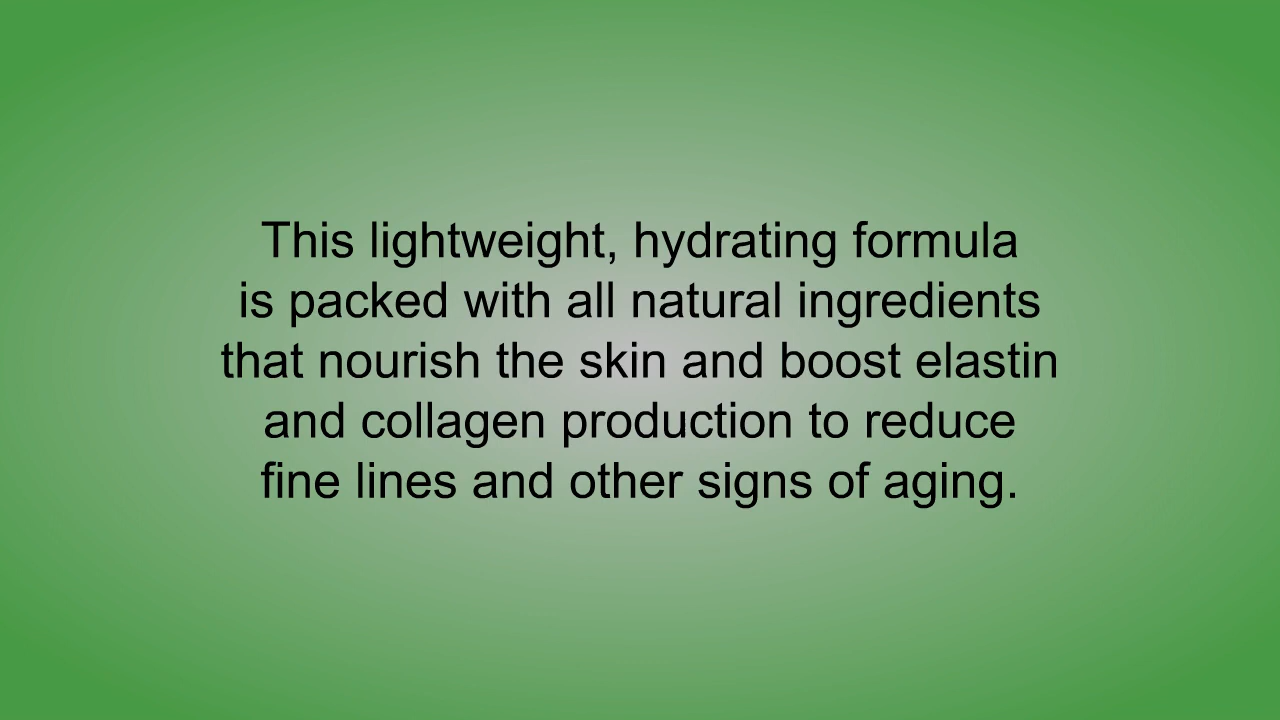 This lightweight, hydrating formula
is packed with all natural ingredients
that nourish the skin and boost elastin
and collagen production to reduce
fine lines and other signs of aging.